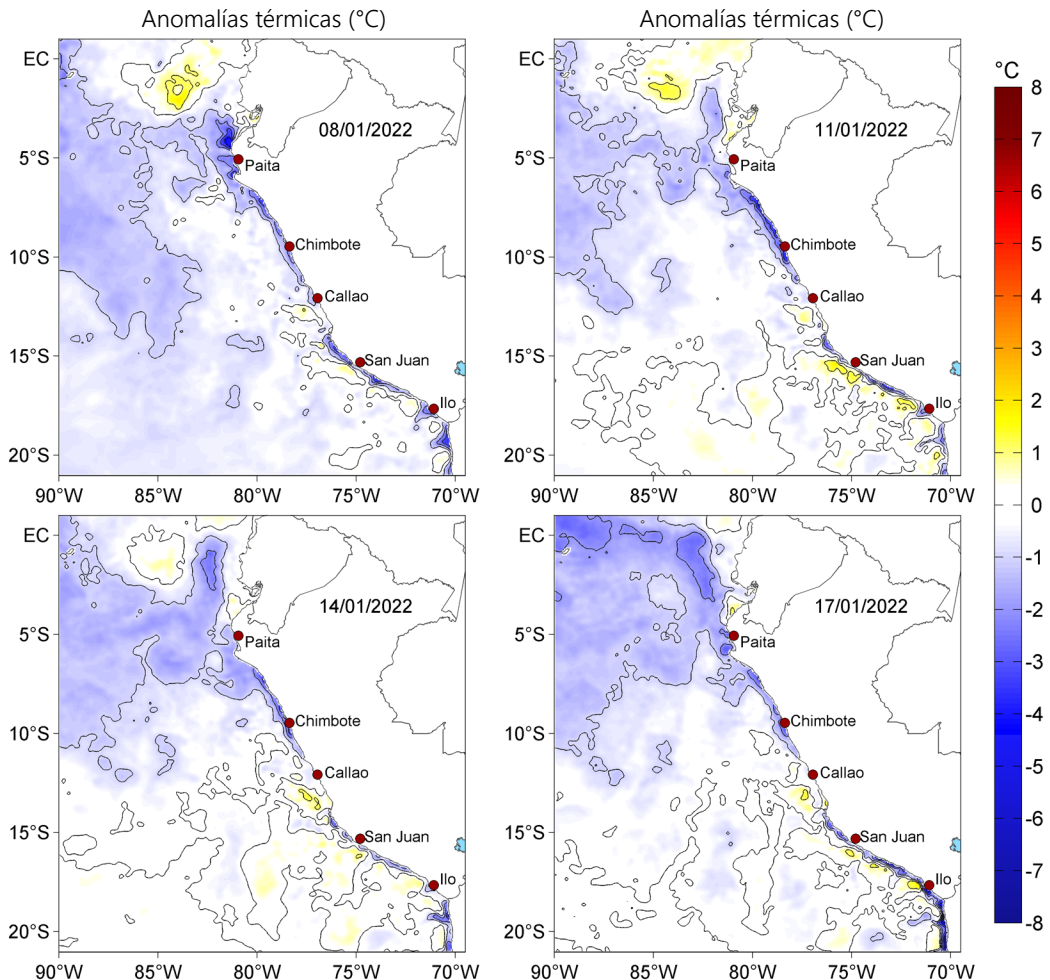 Anomalías térmicas (°C)
Anomalías térmicas (°C)
EC
5°S
10°S
15°S
20°S
90°W
85°W
80°W
75°W
70°W
08/01/2022
Paita
Chimbote
Callao
San Juan
Ilo
EC
5°S
10°S
15°S
20°S
90°W
85°W
80°W
75°W
70°W
11/01/2022
Paita
Chimbote
Callao
San Juan
Ilo
°C
8
7
6
5
4
3
2
1
0
-1
-2
-3
-4
-5
-6
-7
-8
EC
5°S
10°S
15°S
20°S
90°W
85°W
80°W
75°W
70°W
14/01/2022
Paita
Chimbote
Callao
San Juan
Ilo
EC
5°S
10°S
15°S
20°S
90°W
85°W
80°W
75°W
70°W
17/01/2022
Paita
Chimbote
Callao
San Juan
Ilo